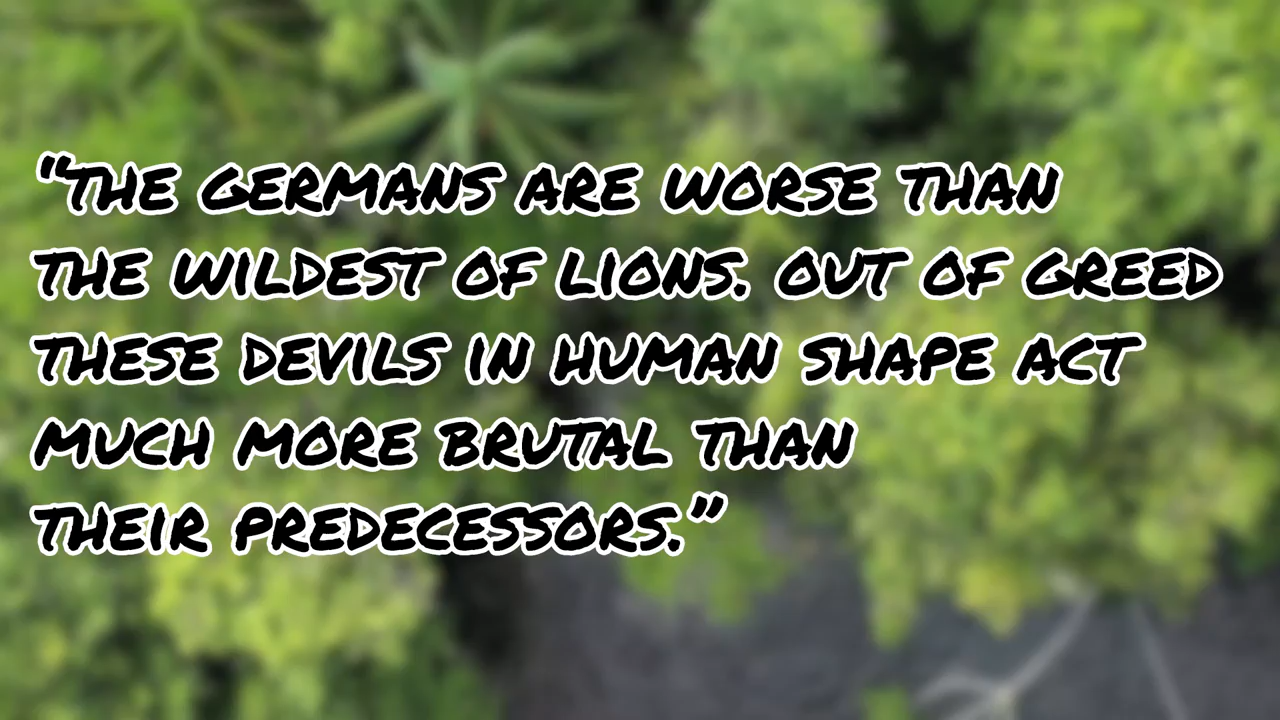 “THE GERMANS ARE WORSE THAN
THE WILDEST OF LIONS. OUT OF GREED
THESE DEVILS IN HUMAN SHAPE ACT
MUCH MORE BRUTAL THAN
THEIR PREDECESSORS.”